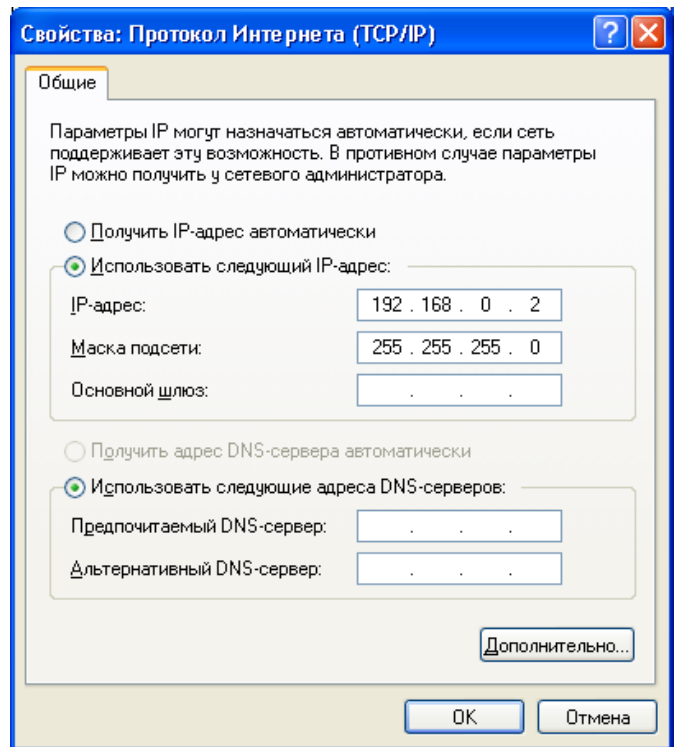 Свойства: Протокол Интернета (TCP/IP)
Общие
Параметры IP могут назначаться автоматически, если сеть
поддерживает эту возможность. В противном случае параметры
IP можно получить у сетевого администратора.
Получить IP-адрес автоматически
Использовать следующий IP-адрес:
IP-адрес: 192 . 168 . 0 . 2
Маска подсети: 255 . 255 . 255 . 0
Основной шлюз: . . .
Получить адрес DNS-сервера автоматически
Использовать следующие адреса DNS-серверов:
Предпочитаемый DNS-сервер: . . .
Альтернативный DNS-сервер: . . .
Дополнительно...
OK Отмена